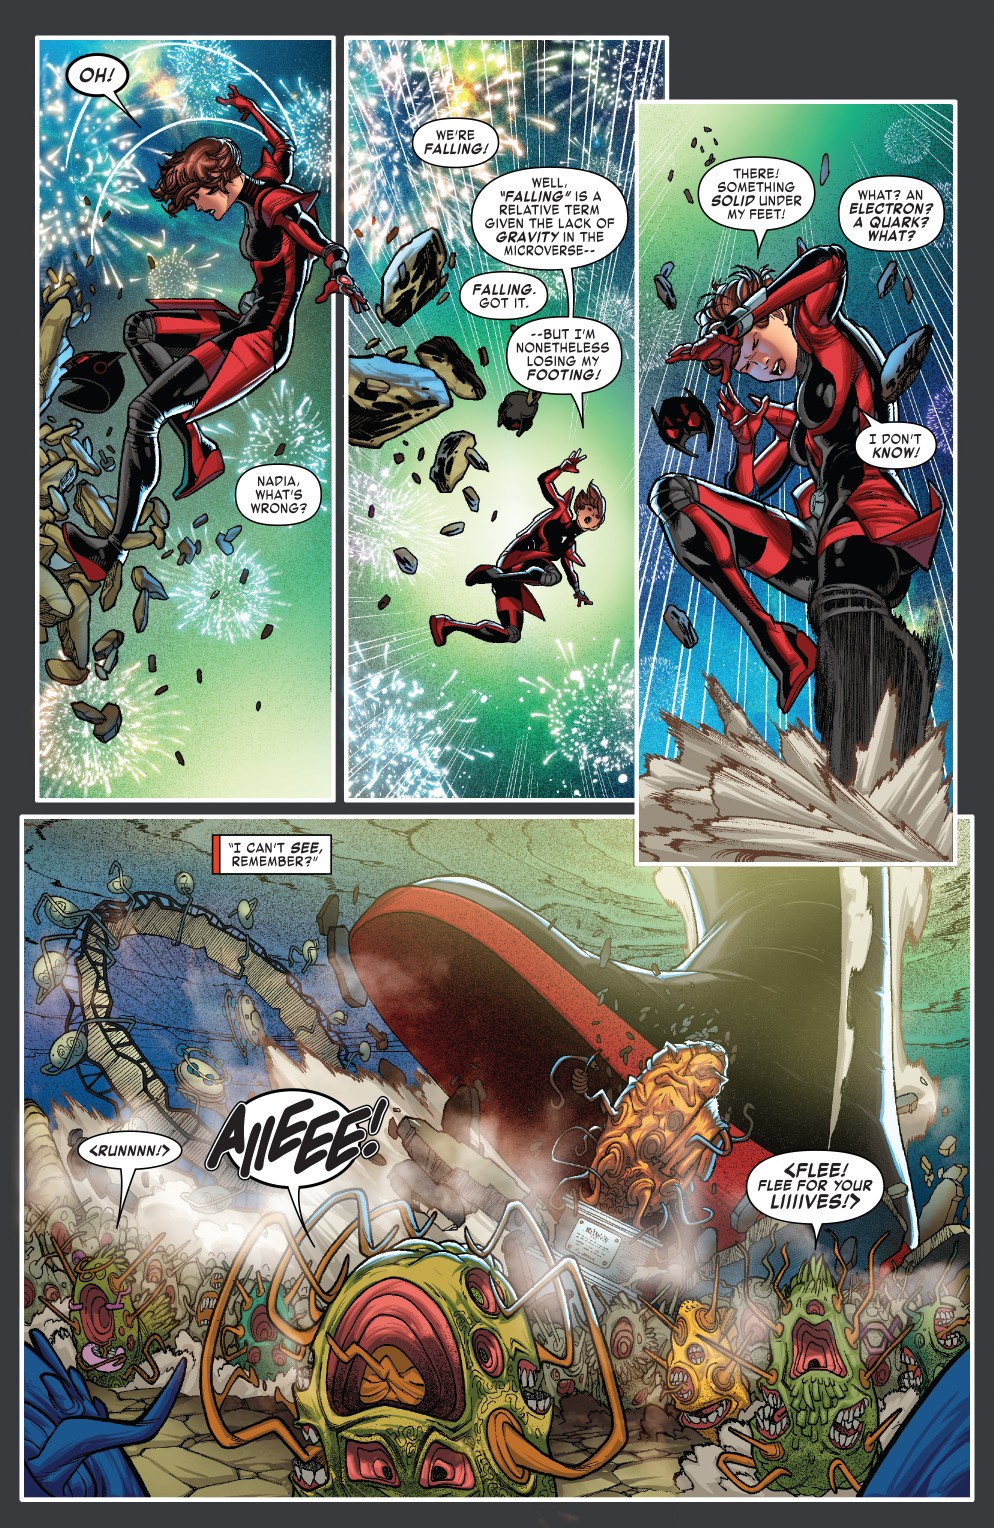 OH!
NADIA,
WHAT'S
WRONG?
WE'RE
FALLING!
WELL,
"FALLING" IS A
RELATIVE TERM
GIVEN THE LACK OF
GRAVITY IN THE
MICROVERSE--
FALLING.
GOT IT.
--BUT I'M
NONETHELESS
LOSING MY
FOOTING!
THERE!
SOMETHING
SOLID UNDER
MY FEET!
WHAT? AN
ELECTRON?
A QUARK?
WHAT?
I DON'T
KNOW!
"I CAN'T SEE,
REMEMBER?"
<RUNNNN!>
AIIEEEE!
<FLEE!
FLEE FOR YOUR
LIIIIVES!>